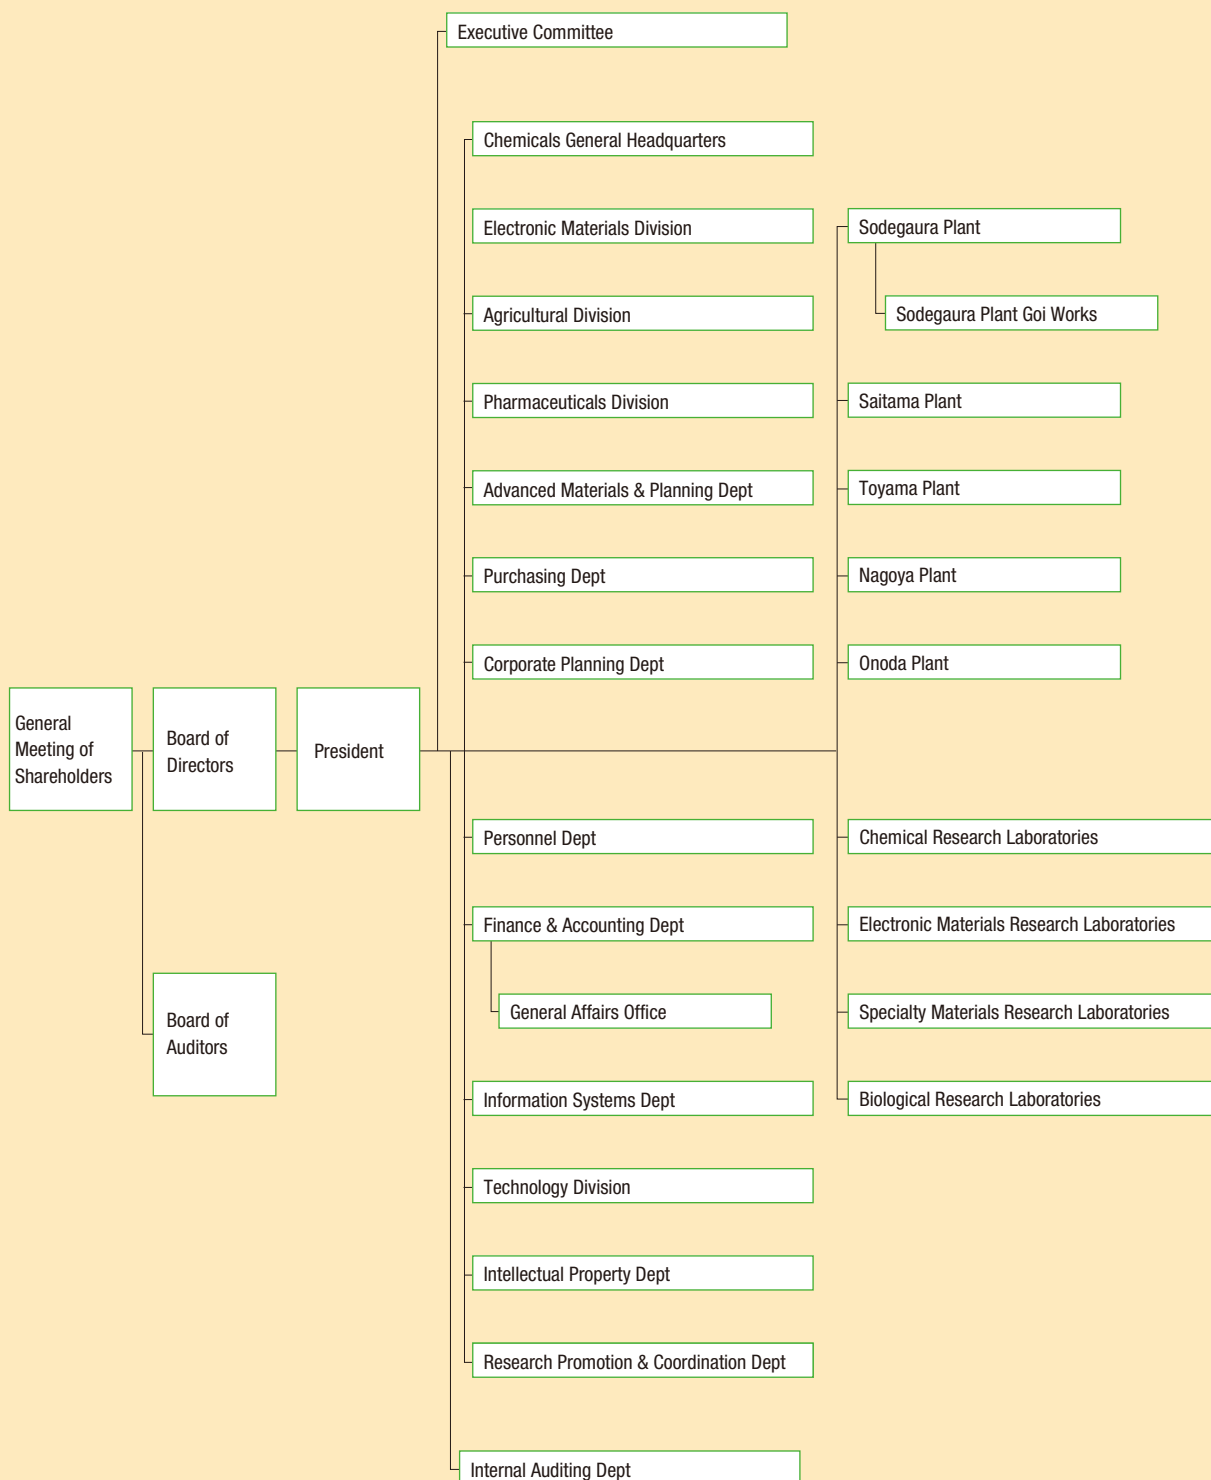 Executive Committee
Chemicals General Headquarters
Electronic Materials Division
Agricultural Division
Pharmaceuticals Division
Advanced Materials & Planning Dept
Purchasing Dept
Corporate Planning Dept
General
Meeting of
Shareholders
Board of
Directors
President
Board of
Auditors
Personnel Dept
Finance & Accounting Dept
General Affairs Office
Information Systems Dept
Technology Division
Intellectual Property Dept
Research Promotion & Coordination Dept
Internal Auditing Dept
Sodegaura Plant
Sodegaura Plant Goi Works
Saitama Plant
Toyama Plant
Nagoya Plant
Onoda Plant
Chemical Research Laboratories
Electronic Materials Research Laboratories
Specialty Materials Research Laboratories
Biological Research Laboratories